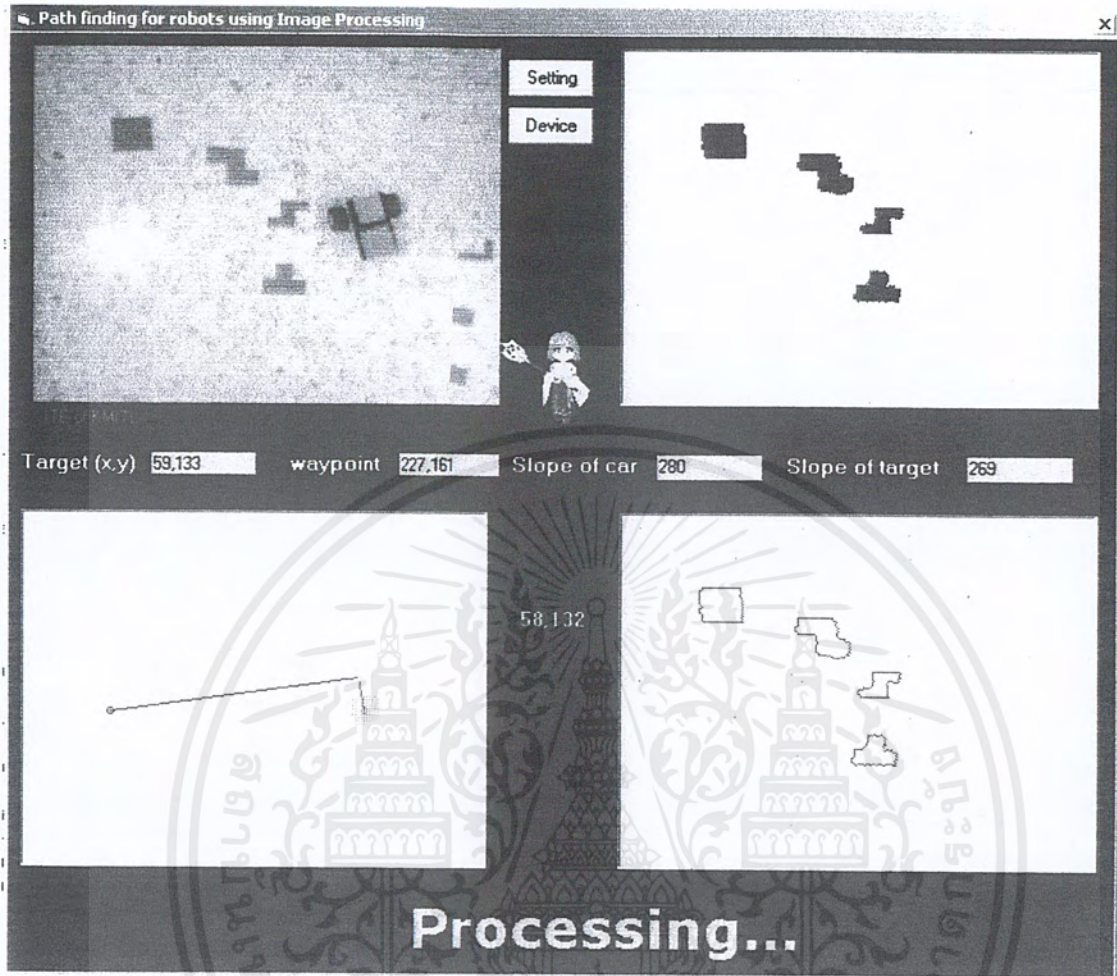 Path finding for robots using Image Processing
Setting
Device
Target (x,y) 59,133 waypoint 227,161 Slope of car 280 Slope of target 269
58,132
Processing...